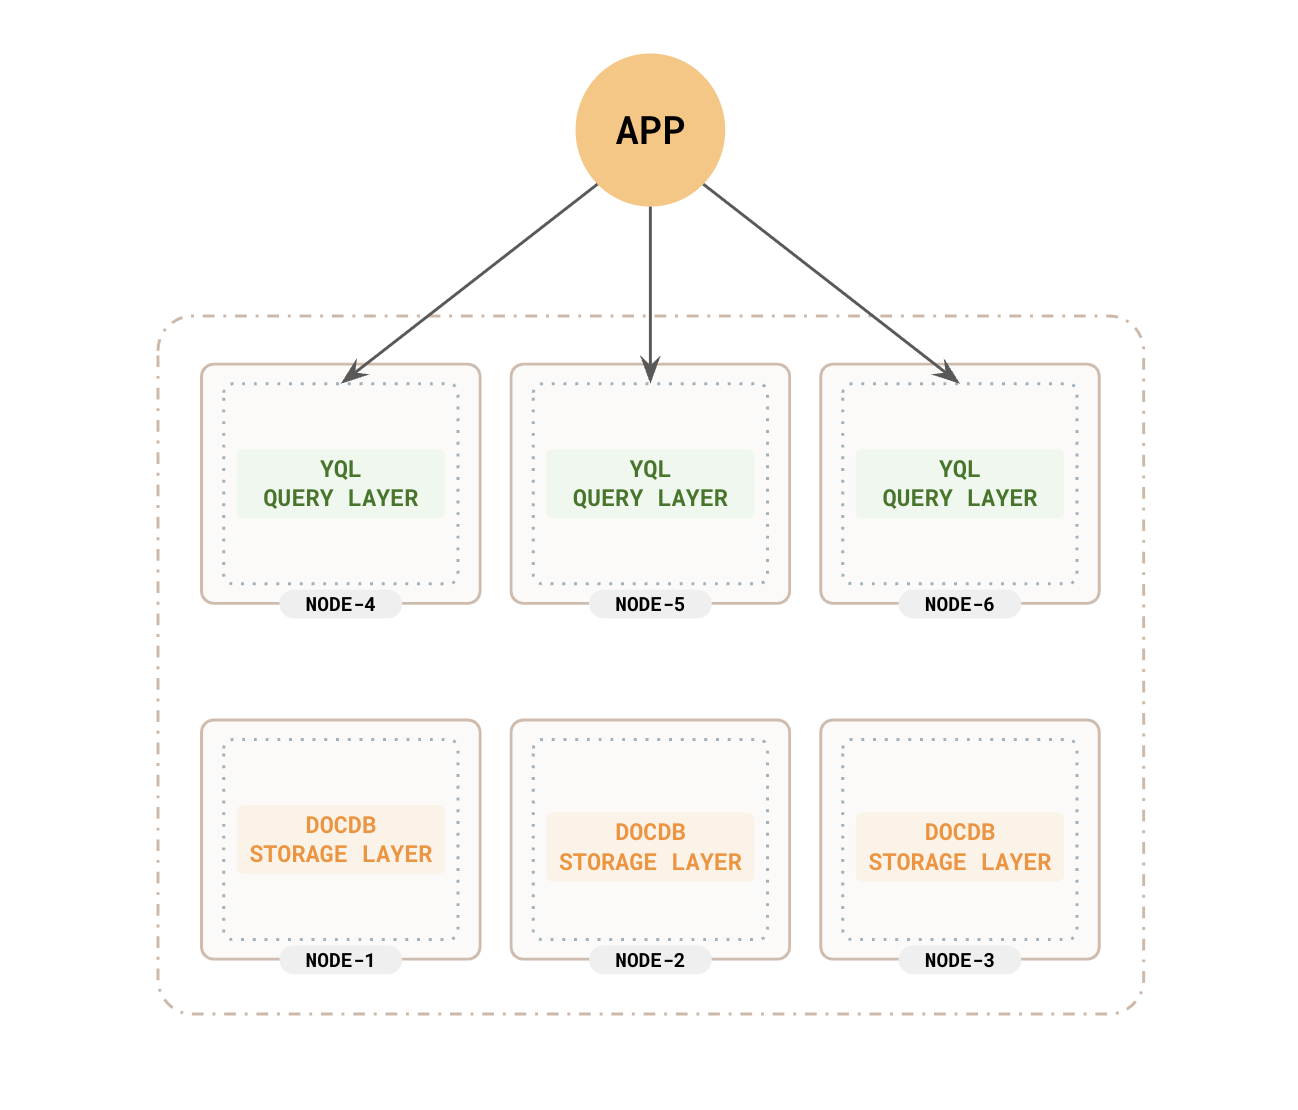 APP
YQL
QUERY LAYER
NODE-4
YQL
QUERY LAYER
NODE-5
YQL
QUERY LAYER
NODE-6
DOCDB
STORAGE LAYER
NODE-1
DOCDB
STORAGE LAYER
NODE-2
DOCDB
STORAGE LAYER
NODE-3